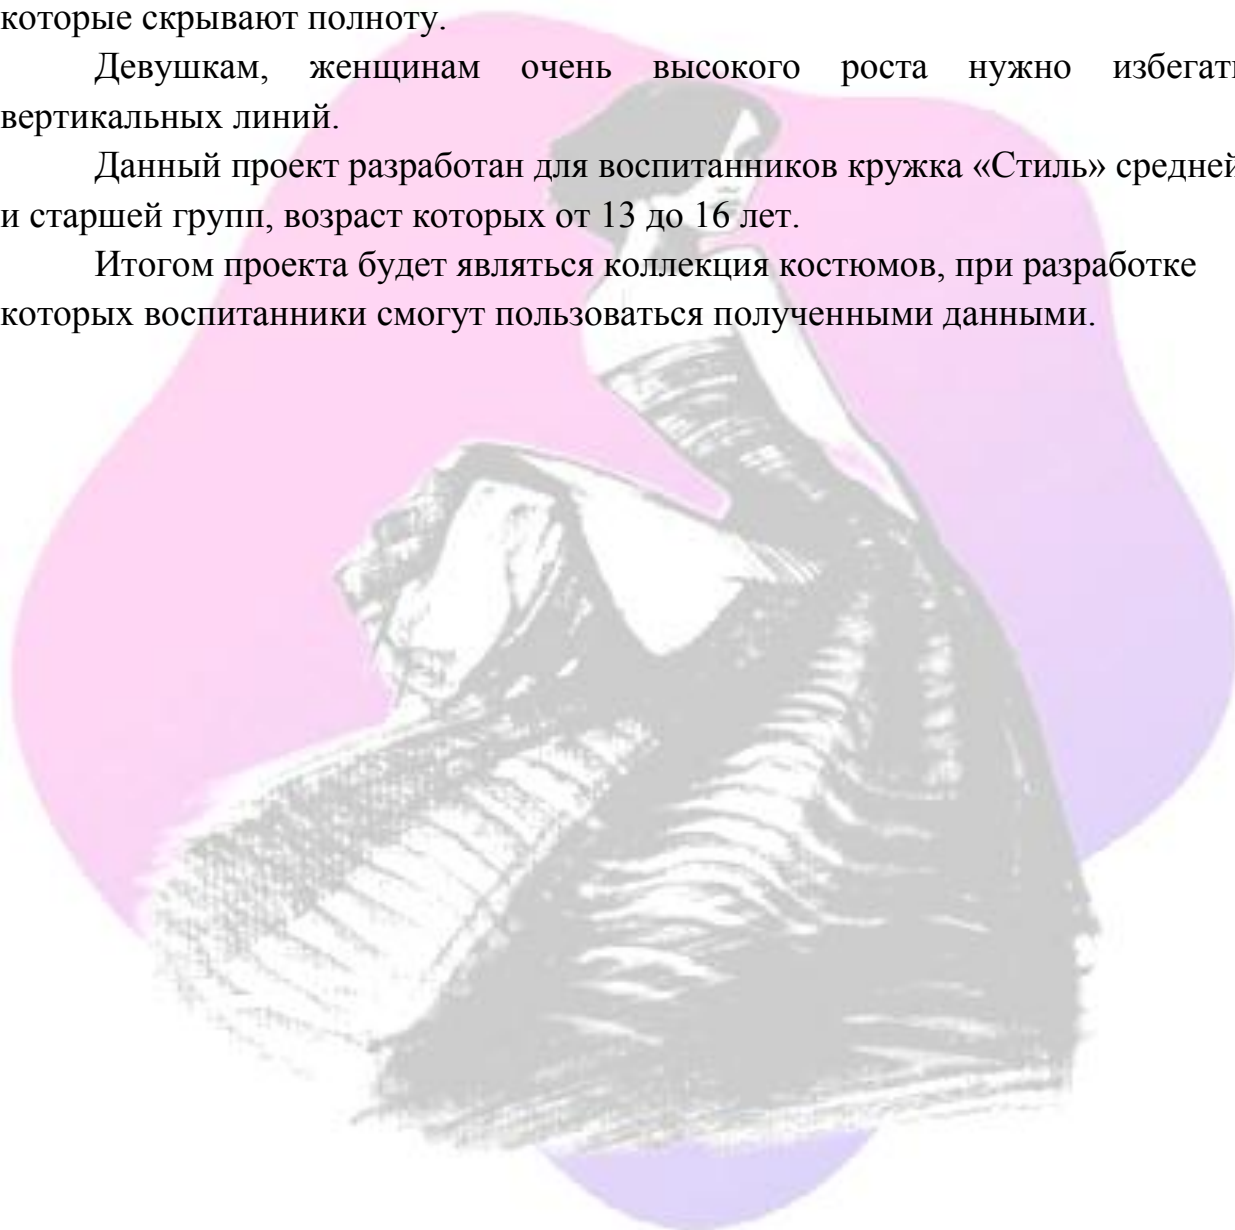 которые скрывают полноту.
Девушкам, женщинам очень высокого роста нужно избегать
вертикальных линий.
Данный проект разработан для воспитанников кружка «Стиль» средней
и старшей групп, возраст которых от 13 до 16 лет.
Итогом проекта будет являться коллекция костюмов, при разработке
которых воспитанники смогут пользоваться полученными данными.